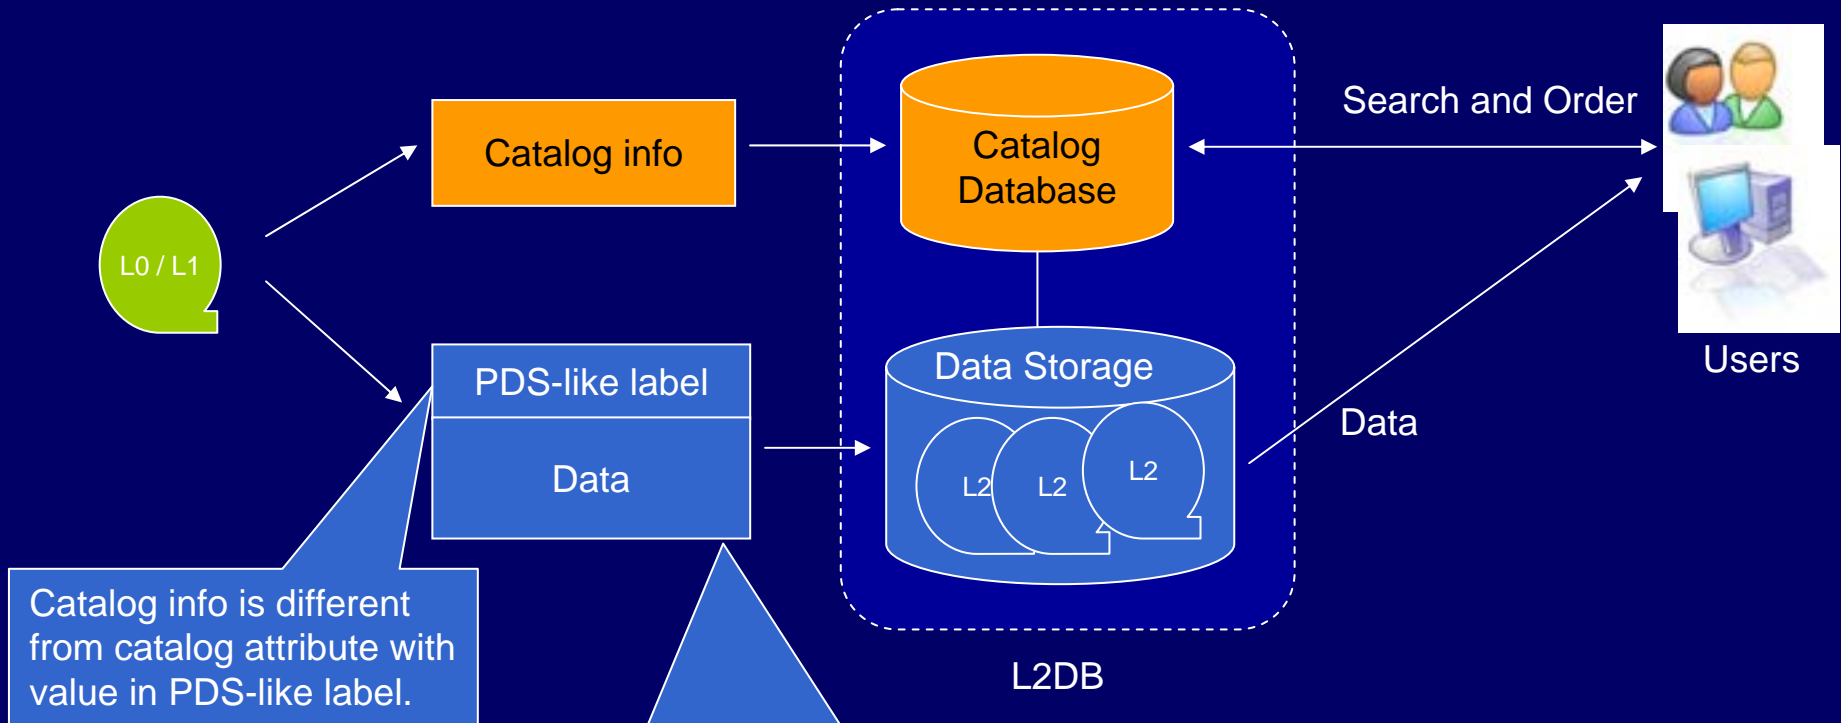 Search and Order
Catalog info
Catalog
Database
L0 / L1
Users
PDS-like label
Data Storage
Data
Data
L2
L2
L2
Catalog info is different
from catalog attribute with
value in PDS-like label.
L2DB